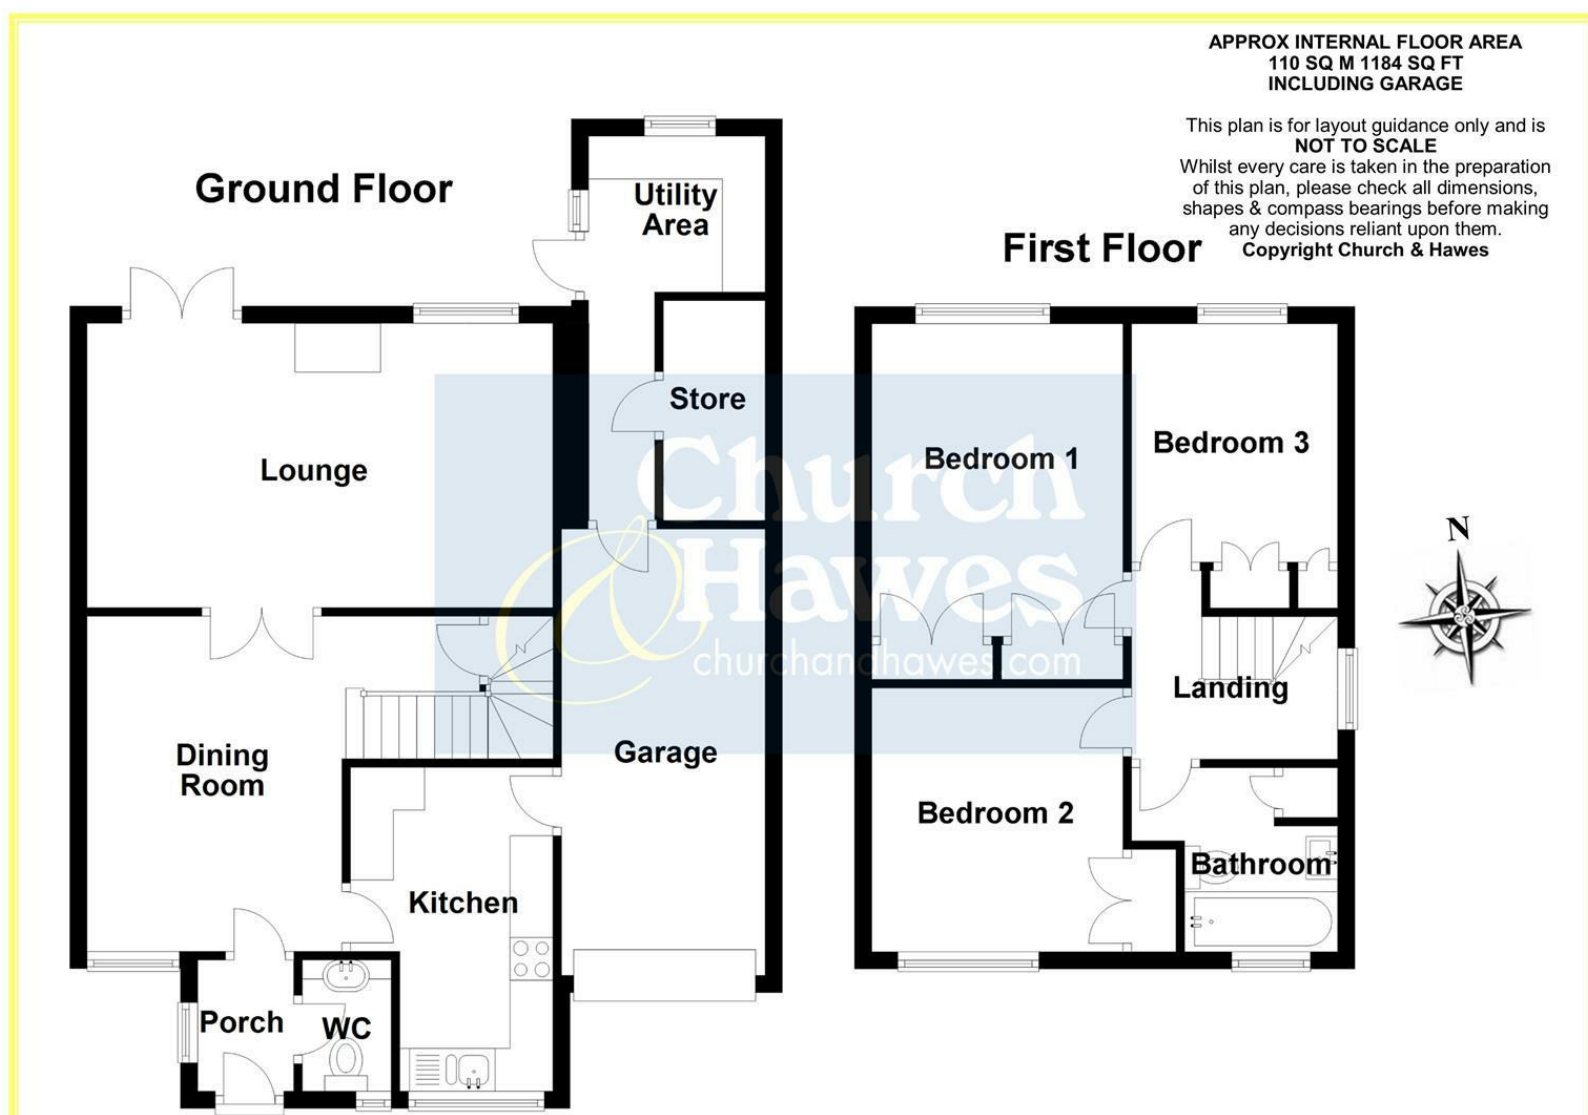 APPROX INTERNAL FLOOR AREA
110 SQ M 1184 SQ FT
INCLUDING GARAGE
This plan is for layout guidance only and is
NOT TO SCALE
Whilst every care is taken in the preparation
of this plan, please check all dimensions,
shapes & compass bearings before making
any decisions reliant upon them.
Copyright Church & Hawes
Ground Floor
Utility
Area
Store
Lounge
Dining
Room
Garage
Kitchen
Porch
WC
First Floor
Bedroom 1
Bedroom 3
Landing
Bedroom 2
Bathroom
N
Church
& Hawes
churchandhawes.com